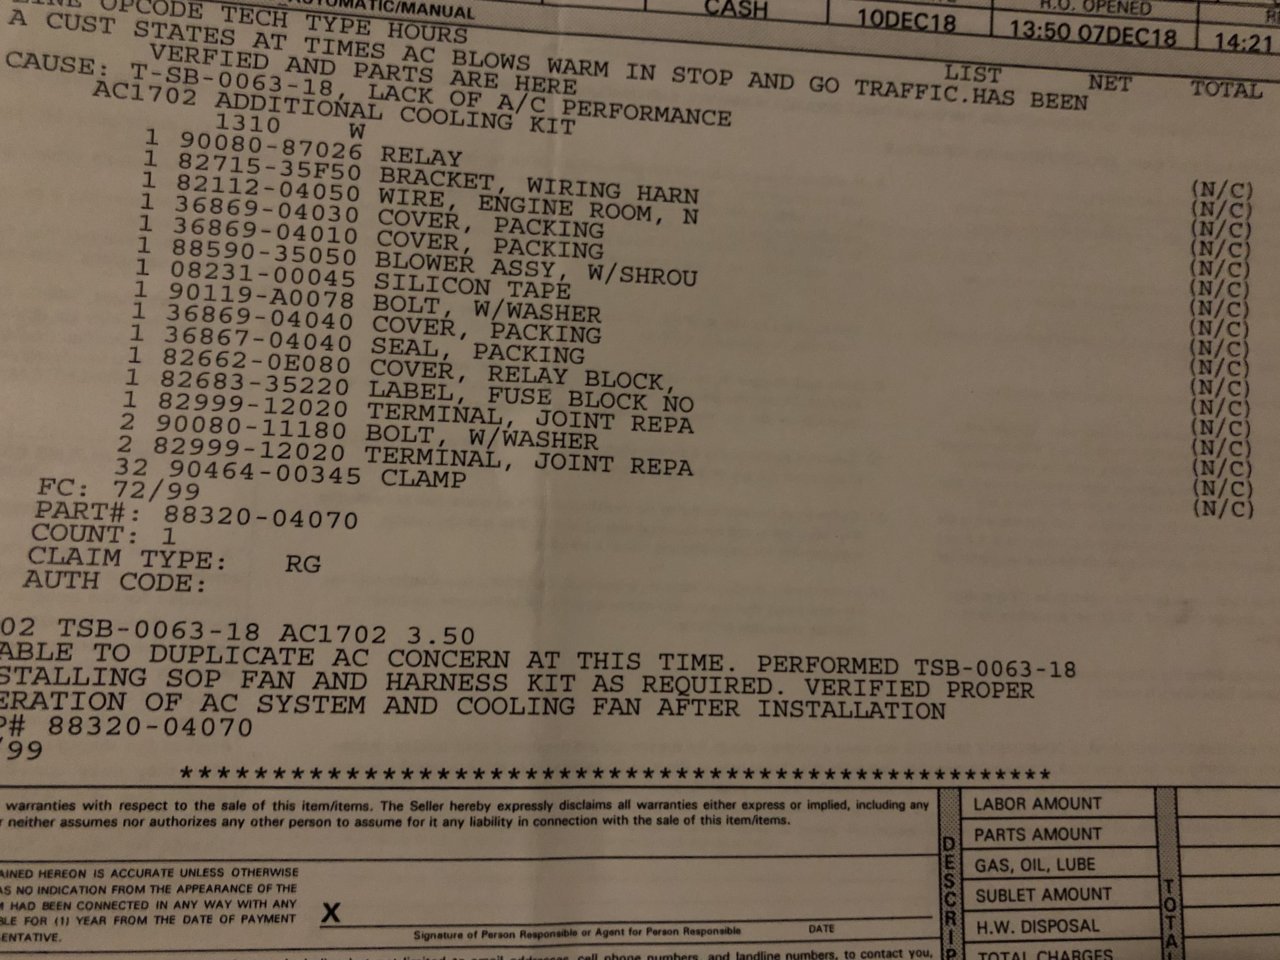 AUTOMATIC/MANUAL
CASH
10DEC18
R.O. OPENED
13:50 07DEC18
14:21
LINE OPCODE TECH TYPE HOURS
LIST NET TOTAL
A CUST STATES AT TIMES AC BLOWS WARM IN STOP AND GO TRAFFIC.HAS BEEN
VERFIED AND PARTS ARE HERE
CAUSE: T-SB-0063-18, LACK OF A/C PERFORMANCE
AC1702 ADDITIONAL COOLING KIT
1310 W
1 90080-87026 RELAY (N/C)
1 82715-35F50 BRACKET, WIRING HARN (N/C)
1 82112-04050 WIRE, ENGINE ROOM, N (N/C)
1 36869-04030 COVER, PACKING (N/C)
1 36869-04010 COVER, PACKING (N/C)
1 88590-35050 BLOWER ASSY, W/SHROU (N/C)
1 08231-00045 SILICON TAPE (N/C)
1 90119-A0078 BOLT, W/WASHER (N/C)
1 36869-04040 COVER, PACKING (N/C)
1 36867-04040 SEAL, PACKING (N/C)
1 82662-0E080 COVER, RELAY BLOCK, (N/C)
1 82683-35220 LABEL, FUSE BLOCK NO (N/C)
1 82999-12020 TERMINAL, JOINT REPA (N/C)
2 90080-11180 BOLT, W/WASHER (N/C)
2 82999-12020 TERMINAL, JOINT REPA (N/C)
32 90464-00345 CLAMP (N/C)
FC: 72/99
PART#: 88320-04070
COUNT: 1
CLAIM TYPE: RG
AUTH CODE:
02 TSB-0063-18 AC1702 3.50
ABLE TO DUPLICATE AC CONCERN AT THIS TIME. PERFORMED TSB-0063-18
STALLING SOP FAN AND HARNESS KIT AS REQUIRED. VERIFIED PROPER
ERATION OF AC SYSTEM AND COOLING FAN AFTER INSTALLATION
P# 88320-04070
/99
*********************************************************
warranties with respect to the sale of this item/items. The Seller hereby expressly disclaims all warranties either express or implied, including any
r neither assumes nor authorizes any other person to assume for it any liability in connection with the sale of this item/items.
AINED HEREON IS ACCURATE UNLESS OTHERWISE
AS NO INDICATION FROM THE APPEARANCE OF THE
M HAD BEEN CONNECTED IN ANY WAY WITH ANY
BLE FOR (1) YEAR FROM THE DATE OF PAYMENT
ENTATIVE.
X
Signature of Person Responsible or Agent for Person Responsible DATE
DESCRIP
LABOR AMOUNT
PARTS AMOUNT
GAS, OIL, LUBE
SUBLET AMOUNT
H.W. DISPOSAL
TOTAL CHARGES
TOTA
cell phone numbers, and landline numbers, to contact you,